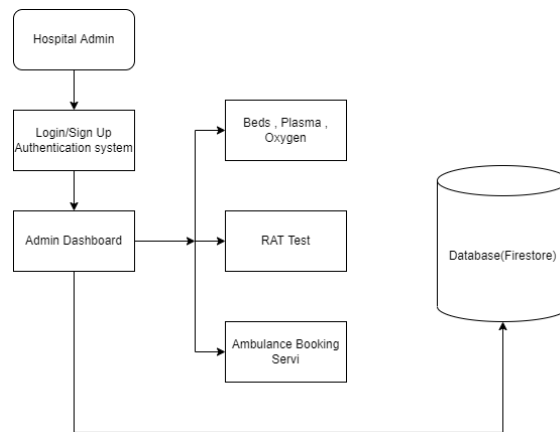 Hospital Admin
Login/Sign Up
Authentication system
Admin Dashboard
Beds , Plasma ,
Oxygen
RAT Test
Ambulance Booking
Servi
Database(Firestore)